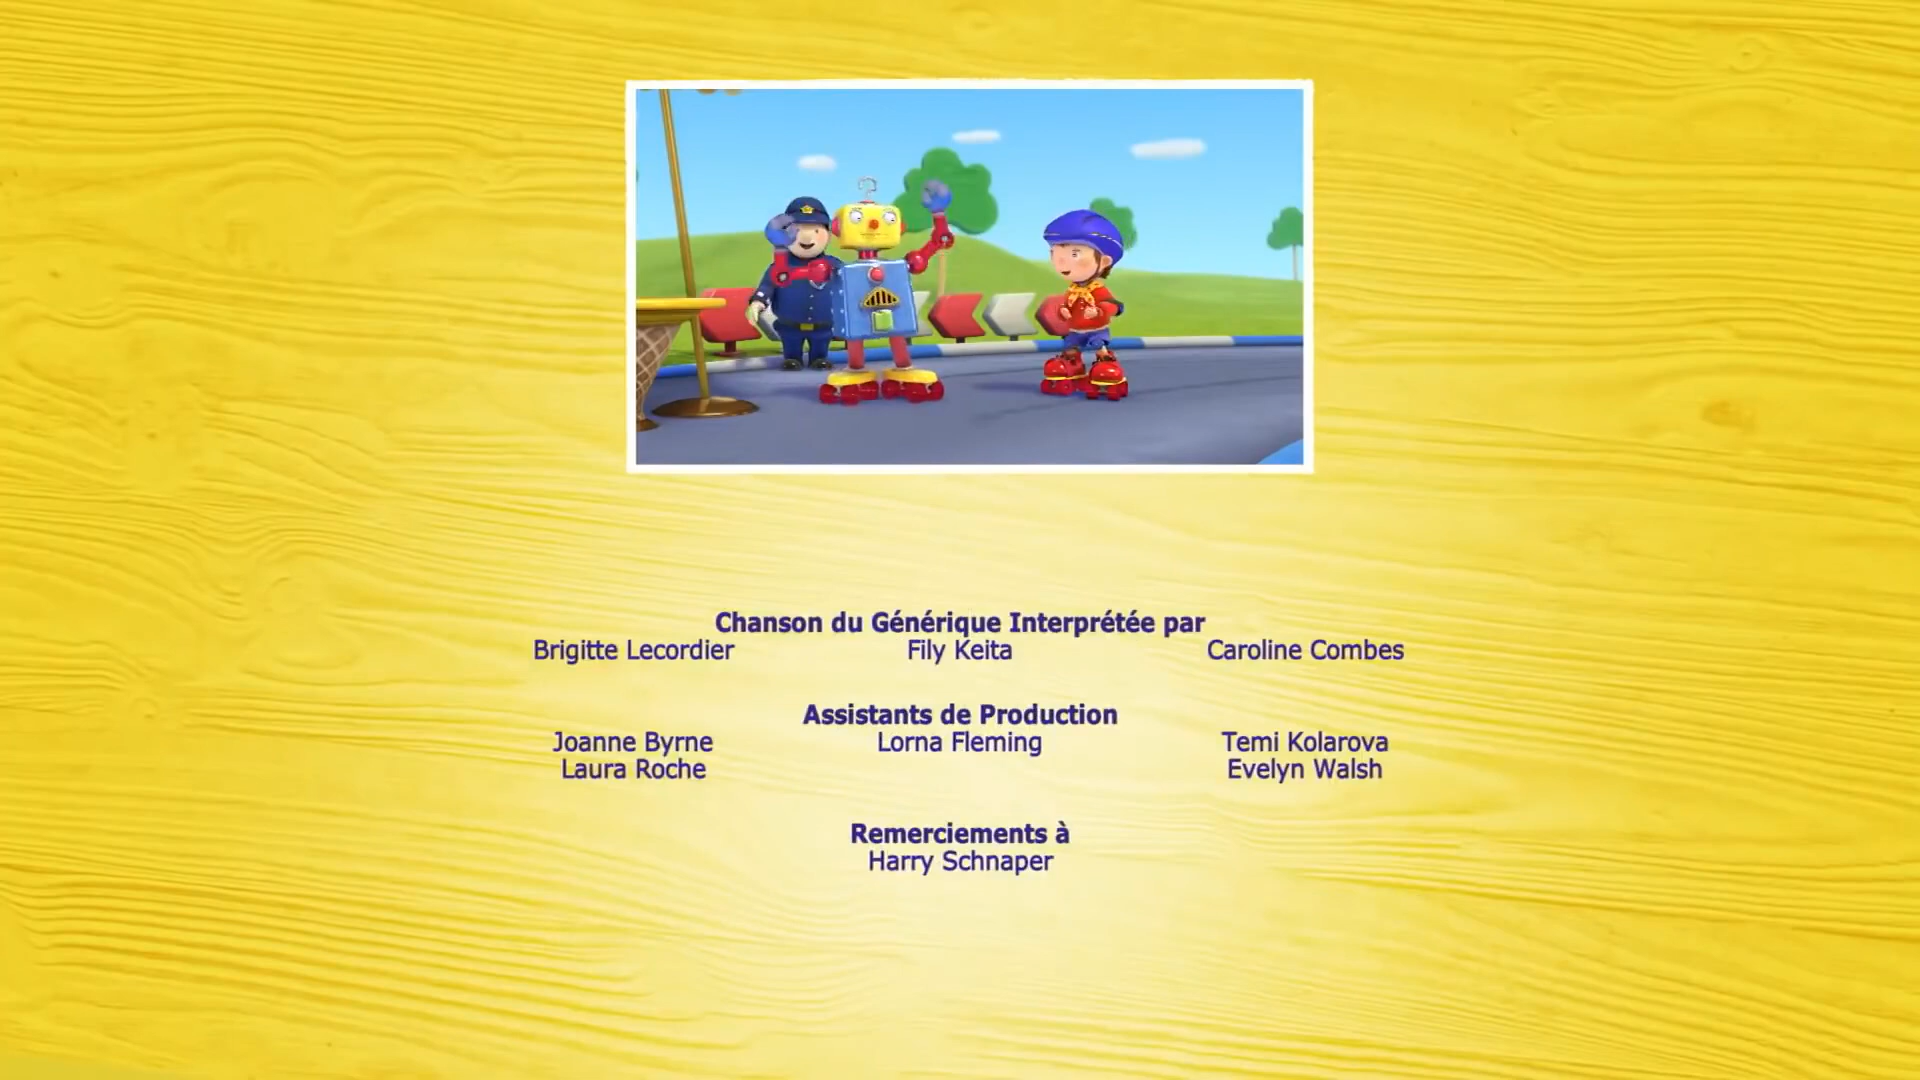 Chanson du Générique Interprétée par
Brigitte Lecordier Fily Keita Caroline Combes
Assistants de Production
Joanne Byrne Lorna Fleming Temi Kolarova
Laura Roche Evelyn Walsh
Remerciements à
Harry Schnaper